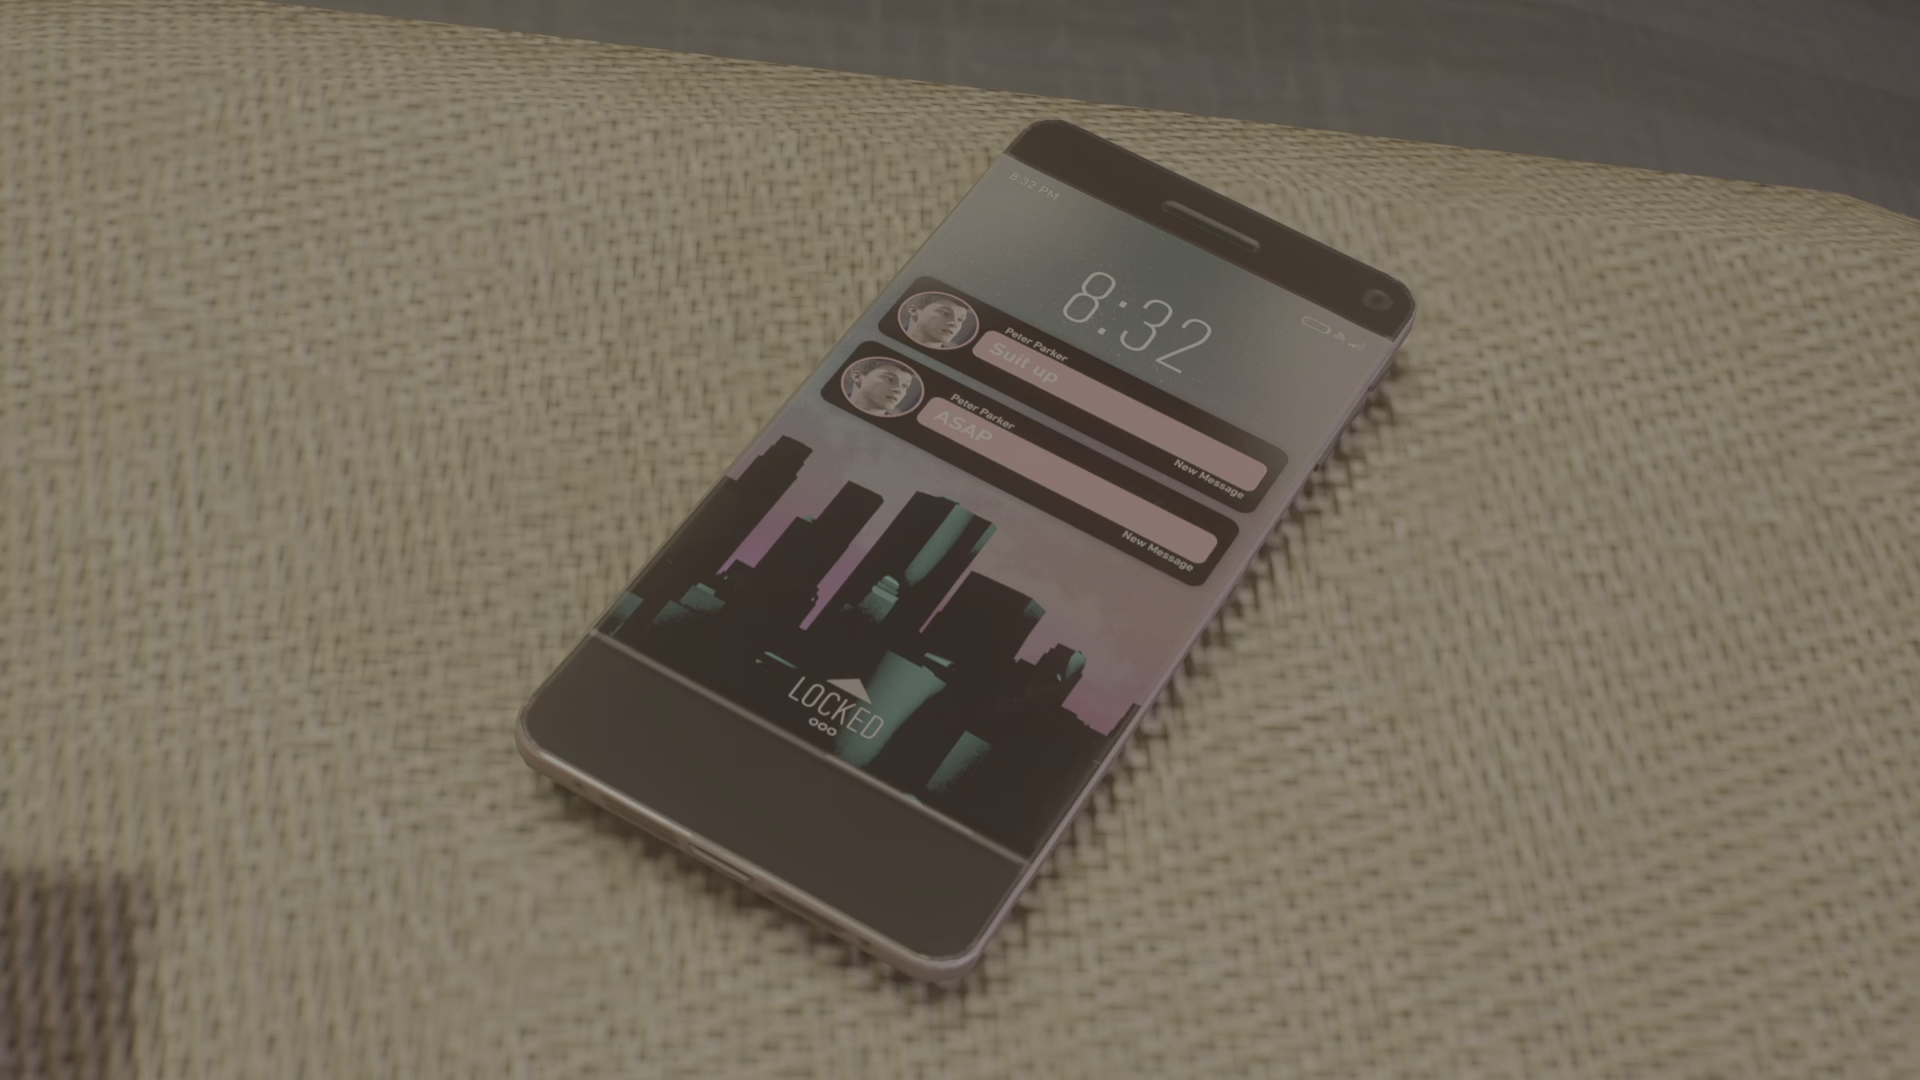 8:32 PM
8:32
Peter Parker
Suit up
New Message
Peter Parker
ASAP
New Message
LOCKED